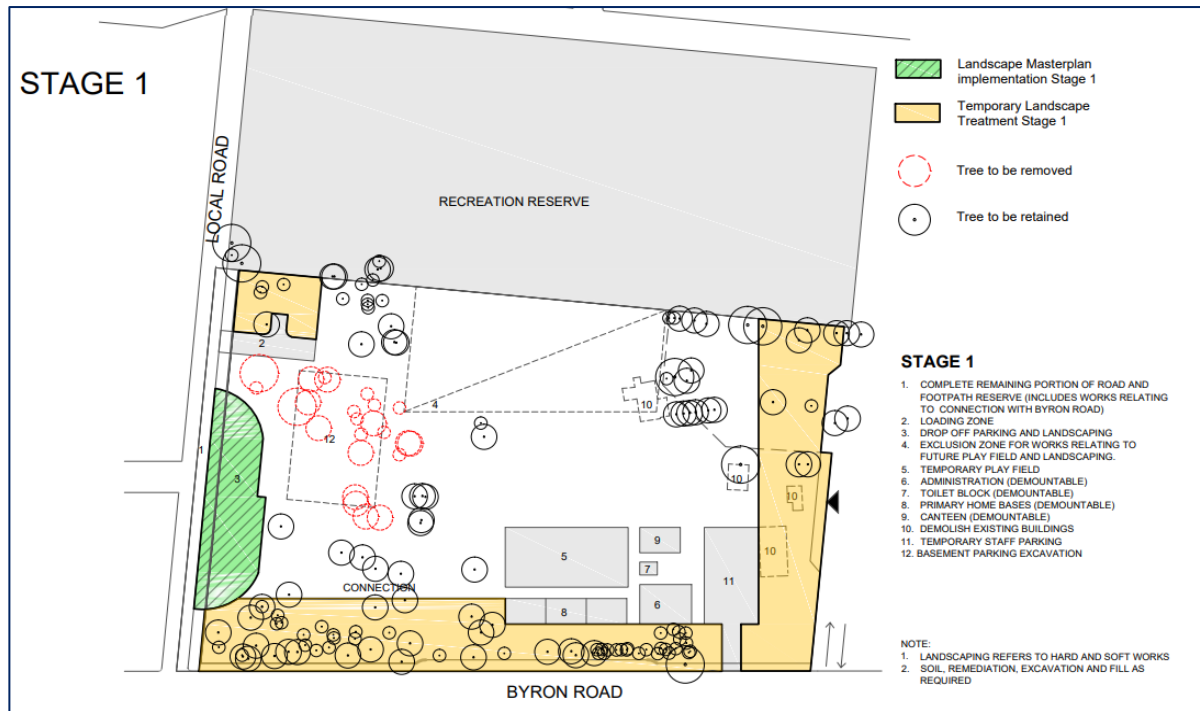 STAGE 1
Landscape Masterplan
implementation Stage 1
Temporary Landscape
Treatment Stage 1
Tree to be removed
Tree to be retained
LOCAL ROAD
RECREATION RESERVE
2
4
10
12
1
3
10
10
10
5
9
7
11
8
6
CONNECTION
BYRON ROAD
STAGE 1
1. COMPLETE REMAINING PORTION OF ROAD AND
FOOTPATH RESERVE (INCLUDES WORKS RELATING
TO CONNECTION WITH BYRON ROAD)
2. LOADING ZONE
3. DROP OFF PARKING AND LANDSCAPING
4. EXCLUSION ZONE FOR WORKS RELATING TO
FUTURE PLAY FIELD AND LANDSCAPING.
5. TEMPORARY PLAY FIELD
6. ADMINISTRATION (DEMOUNTABLE)
7. TOILET BLOCK (DEMOUNTABLE)
8. PRIMARY HOME BASES (DEMOUNTABLE)
9. CANTEEN (DEMOUNTABLE)
10. DEMOLISH EXISTING BUILDINGS
11. TEMPORARY STAFF PARKING
12. BASEMENT PARKING EXCAVATION
NOTE:
1. LANDSCAPING REFERS TO HARD AND SOFT WORKS
2. SOIL, REMEDIATION, EXCAVATION AND FILL AS
REQUIRED